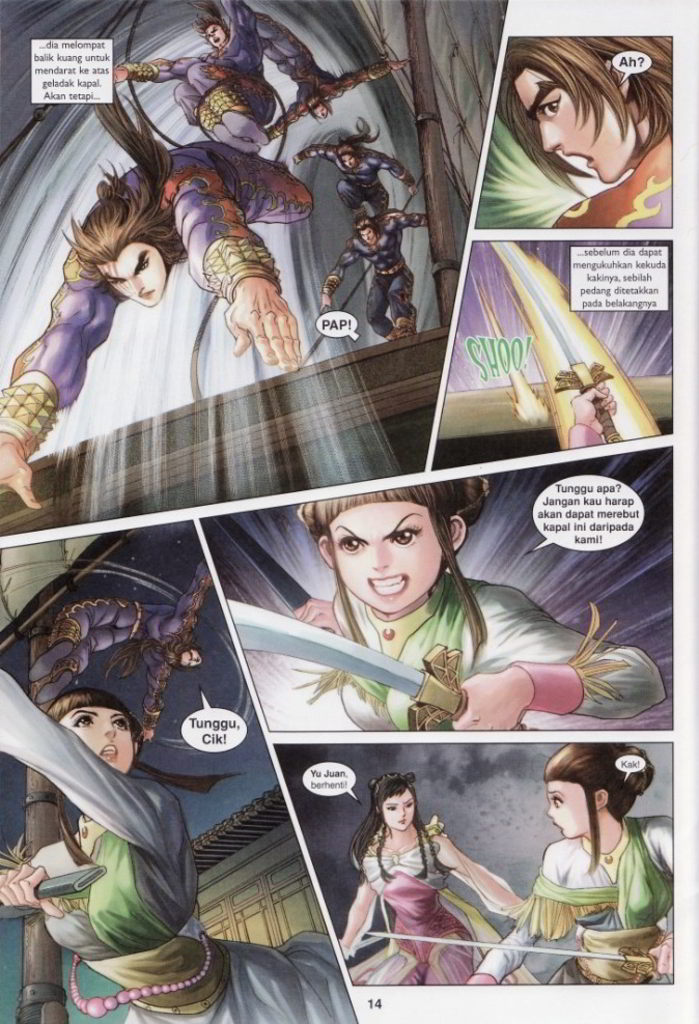 ...dia melompat
balik kuang untuk
mendarat ke atas
geladak kapal.
Akan tetapi...
PAP!
Ah?
...sebelum dia dapat
mengukuhkan kekuda
kakinya, sebilah
pedang ditetakkan
pada belakangnya
SHOO!
Tunggu apa?
Jangan kau harap
akan dapat merebut
kapal ini daripada
kami!
Tunggu,
Cik!
Yu Juan,
berhenti!
Kak!
14